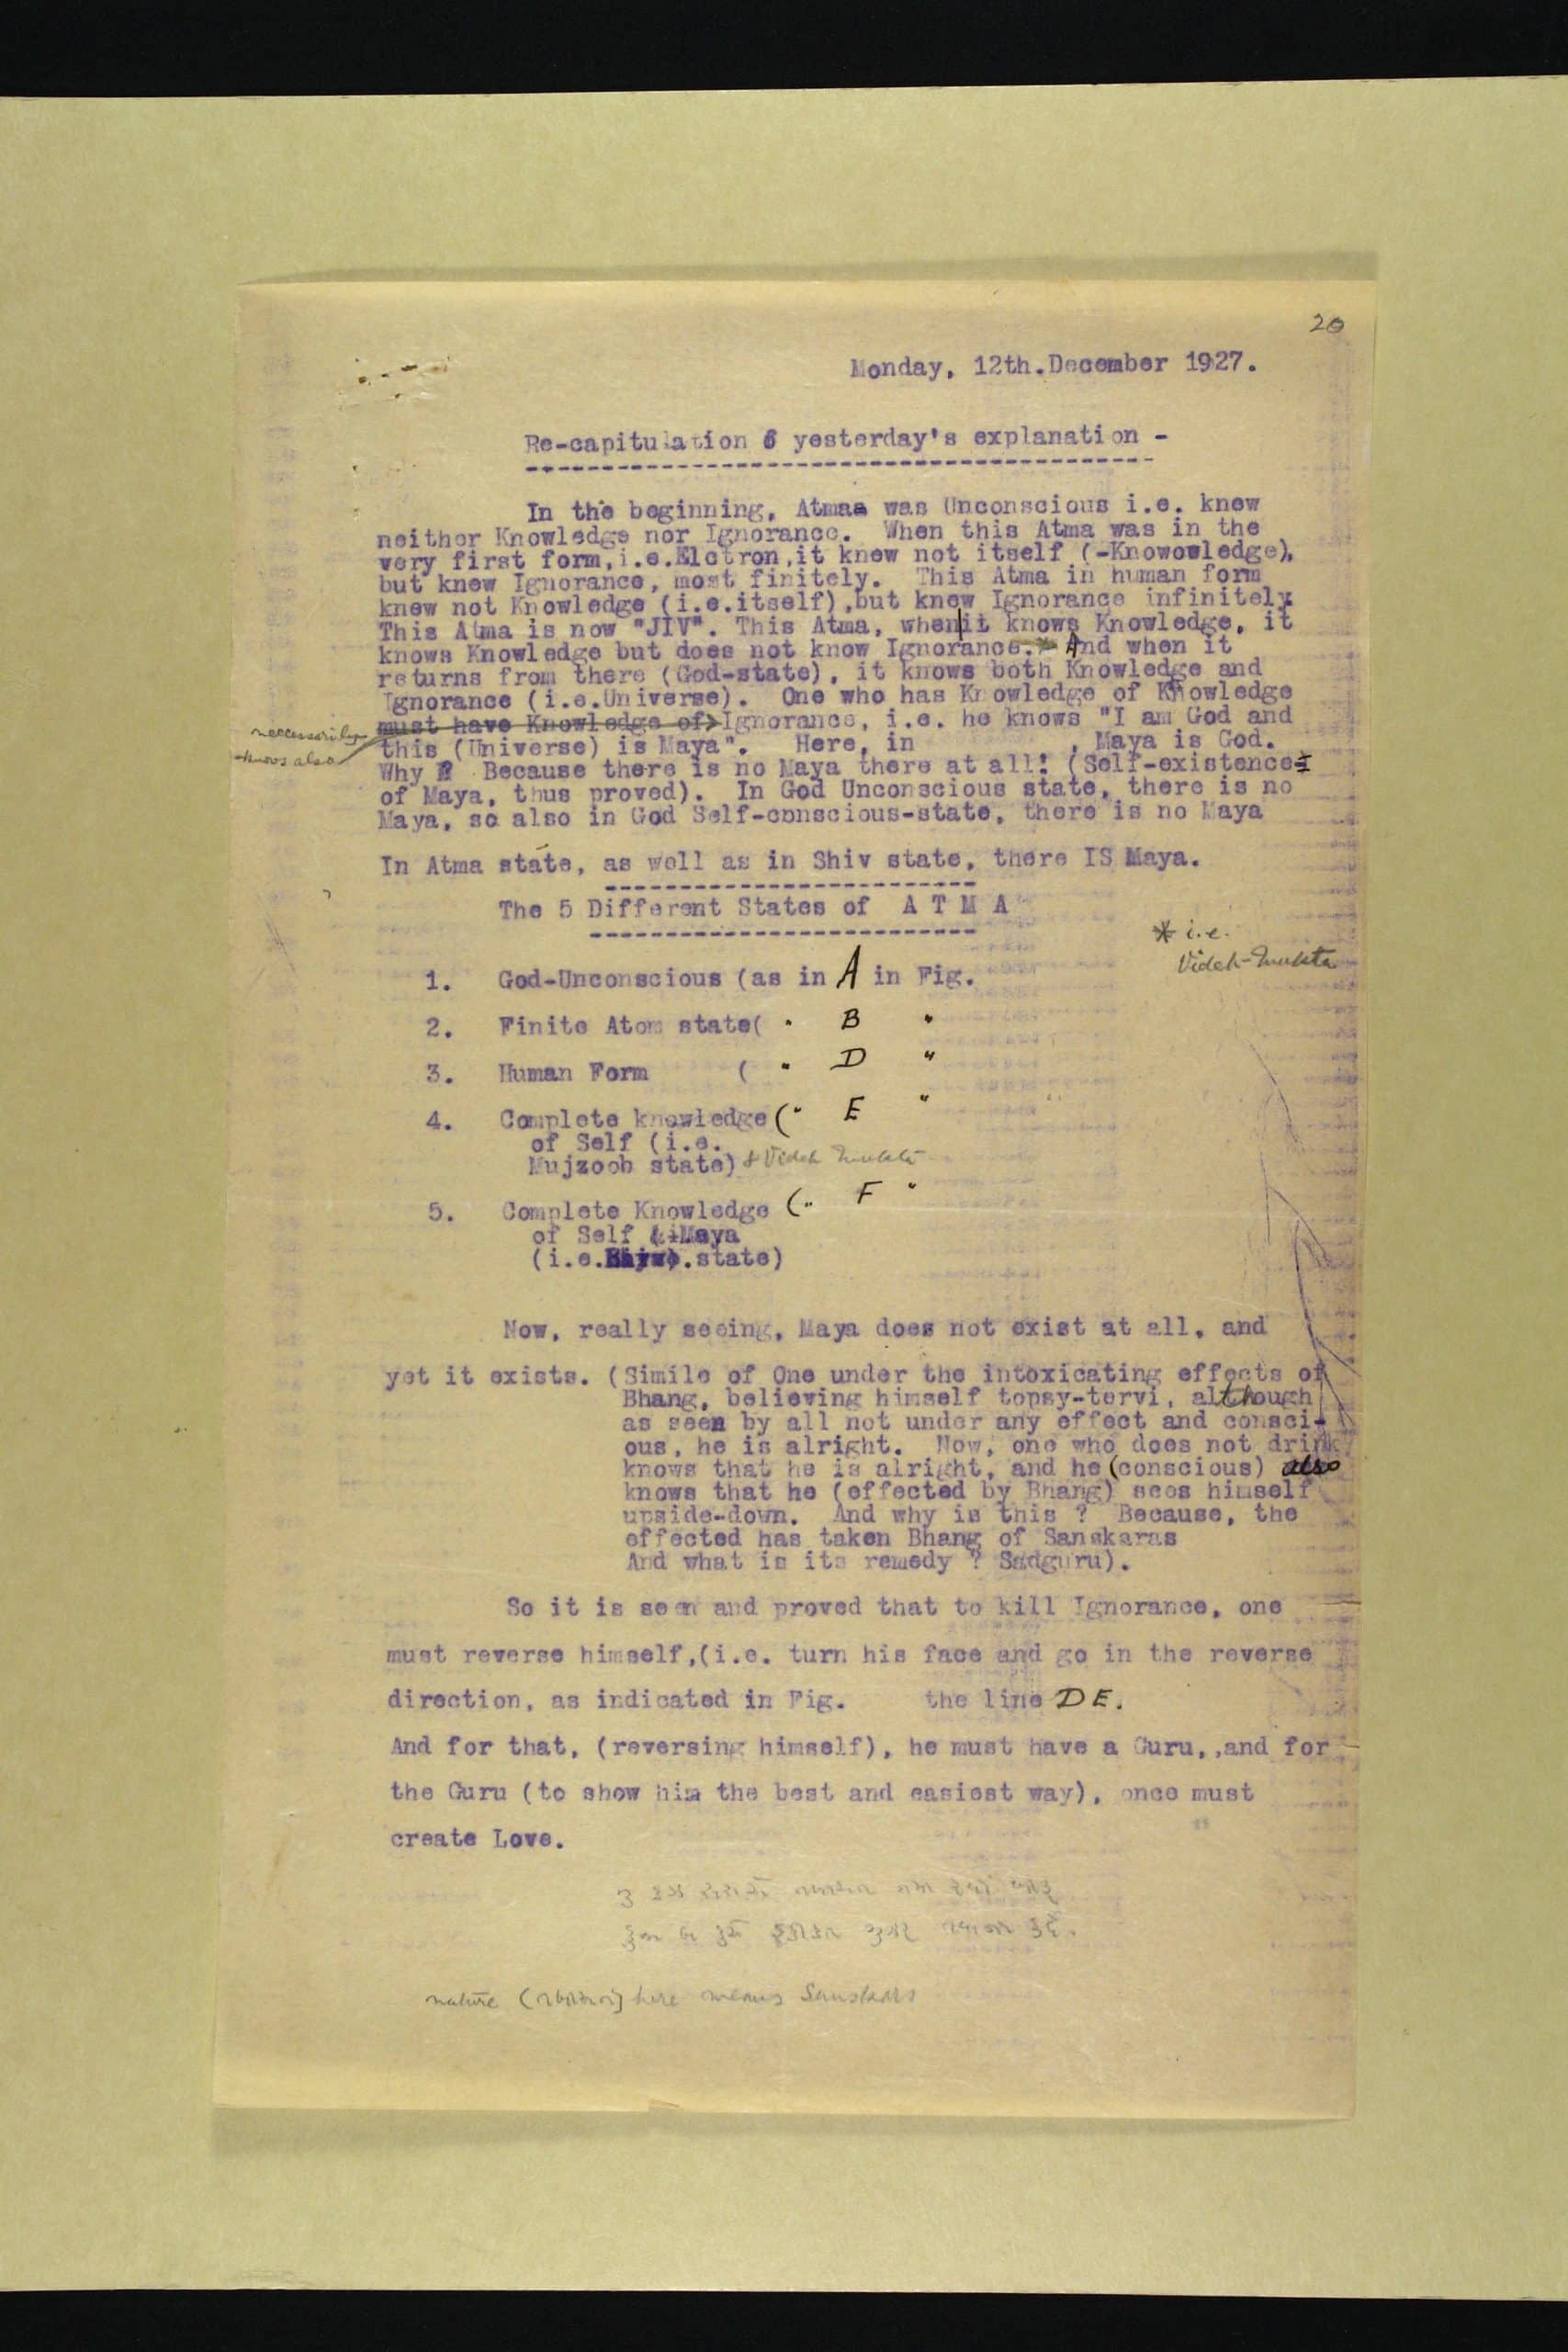 20
Monday, 12th.December 1927.
Re-capitulation 6 yesterday's explanation -
In the beginning, Atmaa was Unconscious i.e. knew
neither Knowledge nor Ignorance. When this Atma was in the
very first form,i.e.Elctron,it knew not itself (-Knowowledge),
but knew Ignorance, most finitely. This Atma in human form
knew not Knowledge (i.e.itself),but knew Ignorance infinitely
This Atma is now "JIV". This Atma, when it knows Knowledge, it
knows Knowledge but does not know Ignorance. And when it
returns from there (God-state), it knows both Knowledge and
Ignorance (i.e.Universe). One who has Knowledge of Knowledge
neccessarily
knows also
must have Knowledge of Ignorance, i.e. he knows "I am God and
this (Universe) is Maya". Here, in , Maya is God.
Why ? Because there is no Maya there at all! (Self-existence
of Maya, thus proved). In God Unconscious state, there is no
Maya, so also in God Self-conscious-state, there is no Maya
In Atma state, as well as in Shiv state, there IS Maya.
The 5 Different States of A T M A
* i.e.
Videh-Mukta
1. God-Unconscious (as in A in Fig.
2. Finite Atom state( " B "
3. Human Form ( " D "
4. Complete knowledge (" E "
of Self (i.e.
Mujzoob state) & Videh Mukta
5. Complete Knowledge (" F "
of Self & Maya
(i.e. state)
Now, really seeing, Maya does not exist at all, and
yet it exists. (Simile of One under the intoxicating effects of
Bhang, believing himself topsy-tervi, although
as seen by all not under any effect and consci-
ous, he is alright. Now, one who does not drink
knows that he is alright, and he (conscious) also
knows that he (effected by Bhang) sees himself
upside-down. And why is this ? Because, the
effected has taken Bhang of Sanskaras
And what is its remedy ? Sadguru).
So it is seen and proved that to kill Ignorance, one
must reverse himself,(i.e. turn his face and go in the reverse
direction, as indicated in Fig. the line DE.
And for that, (reversing himself), he must have a Guru,,and for
the Guru (to show him the best and easiest way), once must
create Love.
nature ( ) here means Sanskars